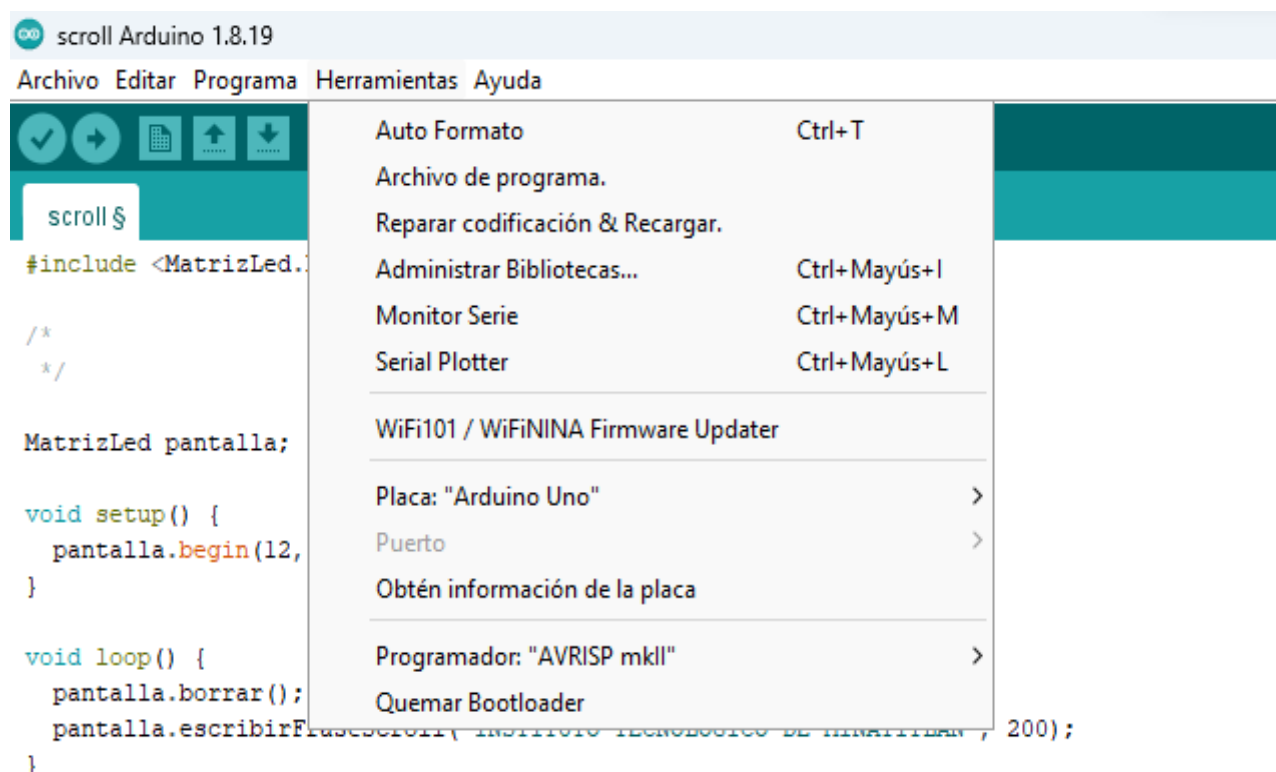 scroll Arduino 1.8.19
Archivo Editar Programa Herramientas Ayuda
Auto Formato Ctrl+T
Archivo de programa.
scroll §
Reparar codificación & Recargar.
#include <MatrizLed.
Administrar Bibliotecas... Ctrl+Mayús+I
Monitor Serie Ctrl+Mayús+M
/*
Serial Plotter Ctrl+Mayús+L
*/
WiFi101 / WiFiNINA Firmware Updater
MatrizLed pantalla;
Placa: "Arduino Uno"
void setup() {
Puerto
pantalla.begin(12,
}
Obtén información de la placa
void loop() {
Programador: "AVRISP mkII"
pantalla.borrar();
Quemar Bootloader
pantalla.escribirFraseScroll("INSTITUTO TECNOLOGICO DE MINATITLAN", 200);
}